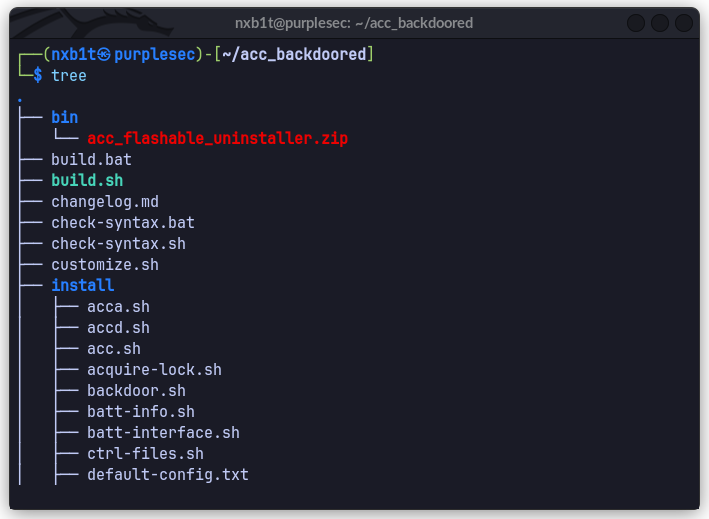 nxb1t@purplesec: ~/acc_backdoored
┌──(nxb1t㉿purplesec)-[~/acc_backdoored]
└─$ tree
.
├── bin
│   └── acc_flashable_uninstaller.zip
├── build.bat
├── build.sh
├── changelog.md
├── check-syntax.bat
├── check-syntax.sh
├── customize.sh
├── install
│   ├── acca.sh
│   ├── accd.sh
│   ├── acc.sh
│   ├── acquire-lock.sh
│   ├── backdoor.sh
│   ├── batt-info.sh
│   ├── batt-interface.sh
│   ├── ctrl-files.sh
│   ├── default-config.txt